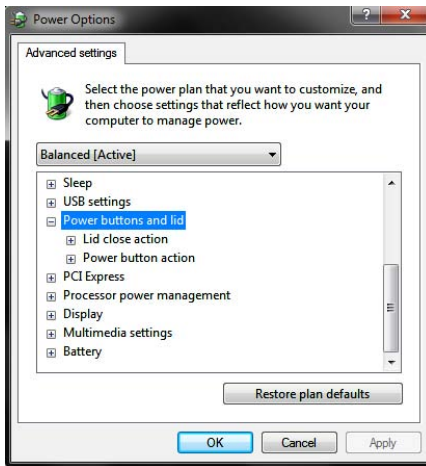 Power Options
Advanced settings
Select the power plan that you want to customize, and
then choose settings that reflect how you want your
computer to manage power.
Balanced [Active]
Sleep
USB settings
Power buttons and lid
Lid close action
Power button action
PCI Express
Processor power management
Display
Multimedia settings
Battery
Restore plan defaults
OK Cancel Apply